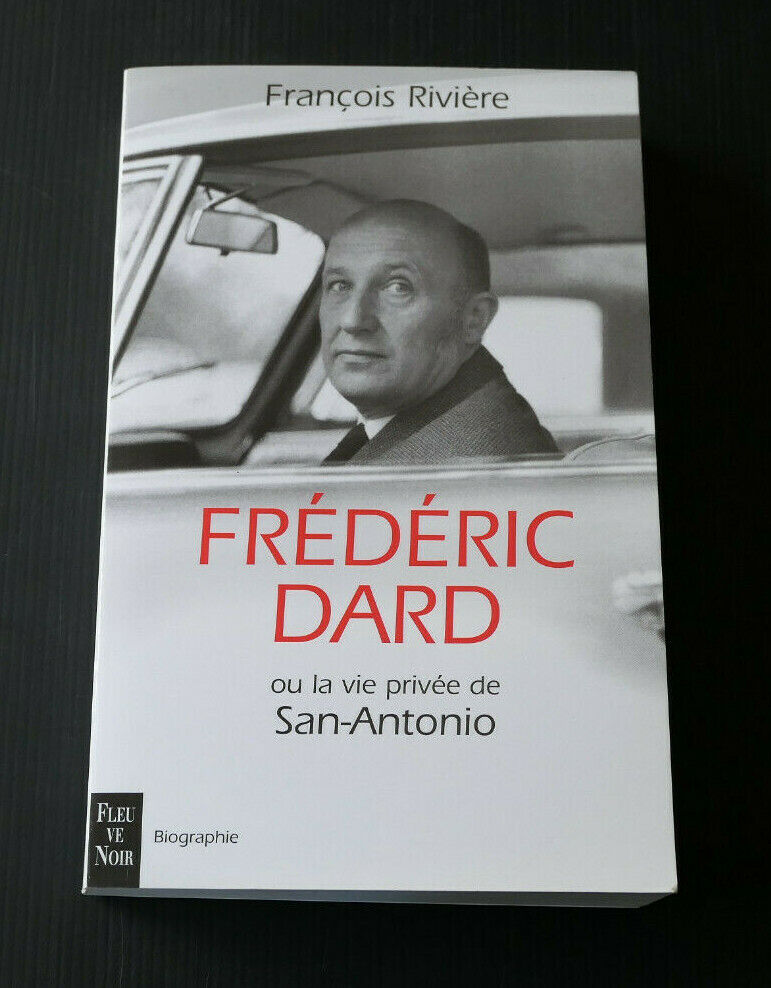 François Rivière
FRÉDÉRIC
DARD
ou la vie privée de
San-Antonio
FLEU
VE
NOIR
Biographie